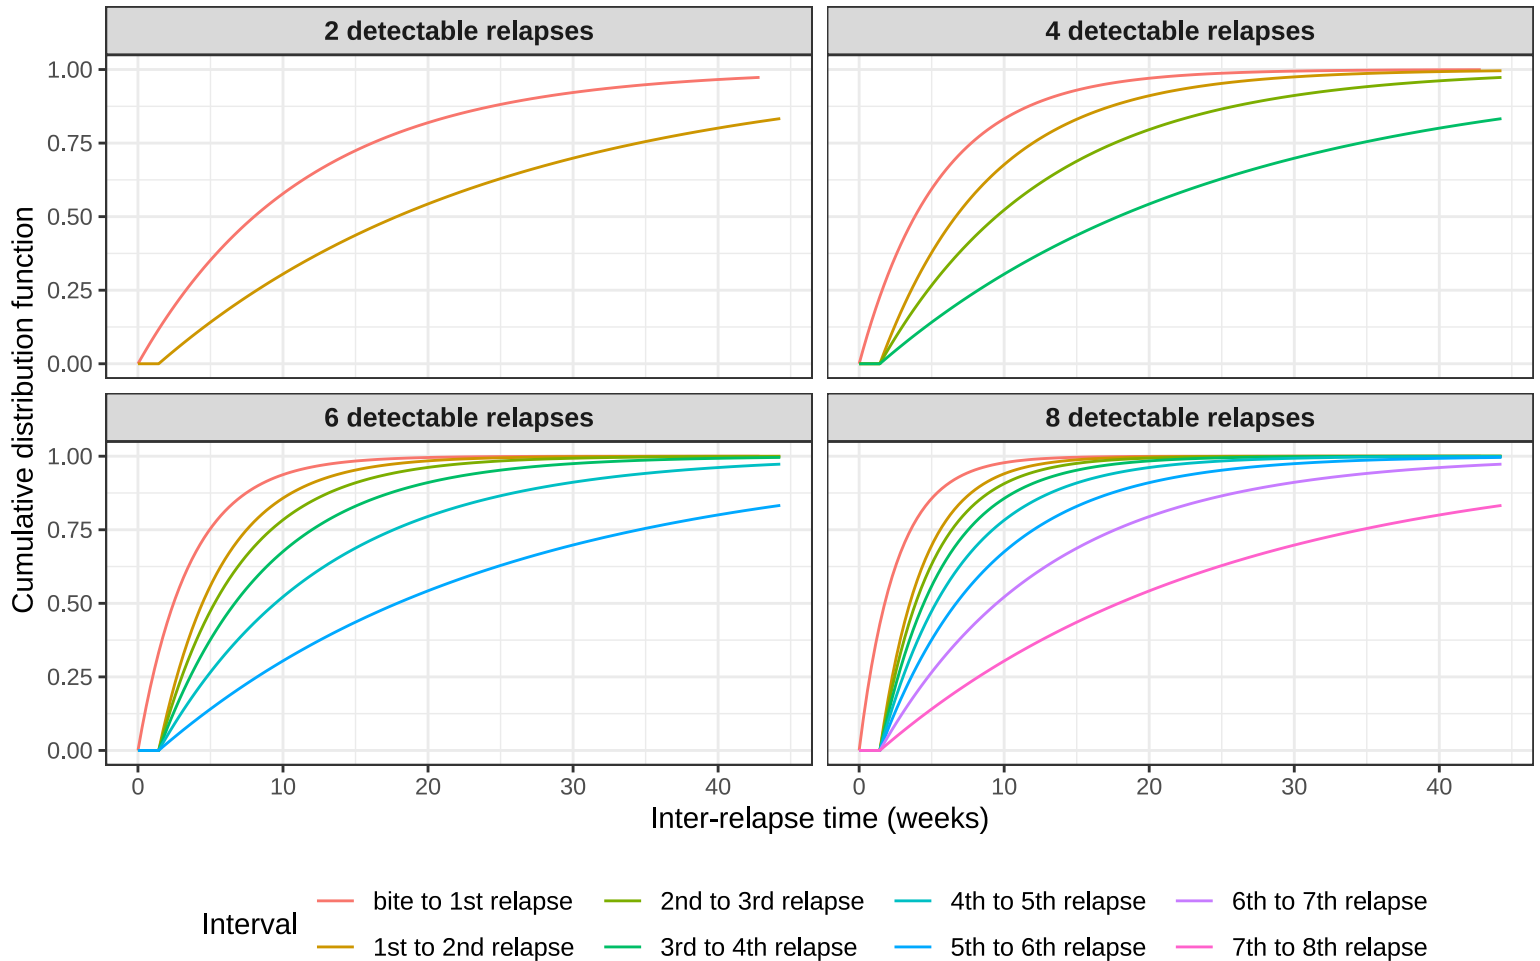 2 detectable relapses
4 detectable relapses
1.00
0.75
0.50
0.25
0.00
6 detectable relapses
8 detectable relapses
1.00
0.75
0.50
0.25
0.00
0 10 20 30 40
0 10 20 30 40
Cumulative distribution function
Inter-relapse time (weeks)
Interval
bite to 1st relapse
2nd to 3rd relapse
4th to 5th relapse
6th to 7th relapse
1st to 2nd relapse
3rd to 4th relapse
5th to 6th relapse
7th to 8th relapse